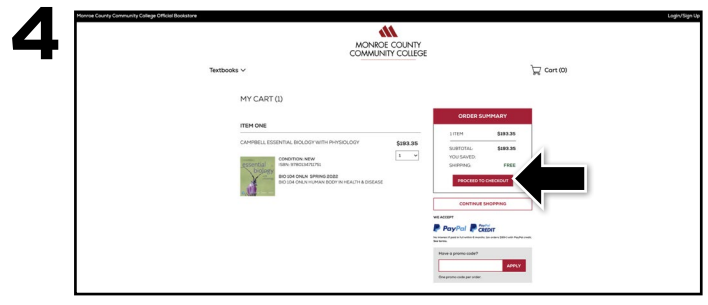 4
Monroe County Community College Official Bookstore
Login/Sign Up
MONROE COUNTY
COMMUNITY COLLEGE
Textbooks
Cart (0)
MY CART (1)
ITEM ONE
CAMPBELL ESSENTIAL BIOLOGY WITH PHYSIOLOGY
$193.35
1
essential
biology
CONDITION: NEW
BIO 104 ONLN SPRING 2022
BIO 104 ONLN HUMAN BODY IN HEALTH & DISEASE
ORDER SUMMARY
1 ITEM $193.35
SUBTOTAL: $193.35
YOU SAVED:
SHIPPING: FREE
PROCEED TO CHECKOUT
CONTINUE SHOPPING
WE ACCEPT
PayPal PayPal CREDIT
Have a promo code?
APPLY
One promo code per order.